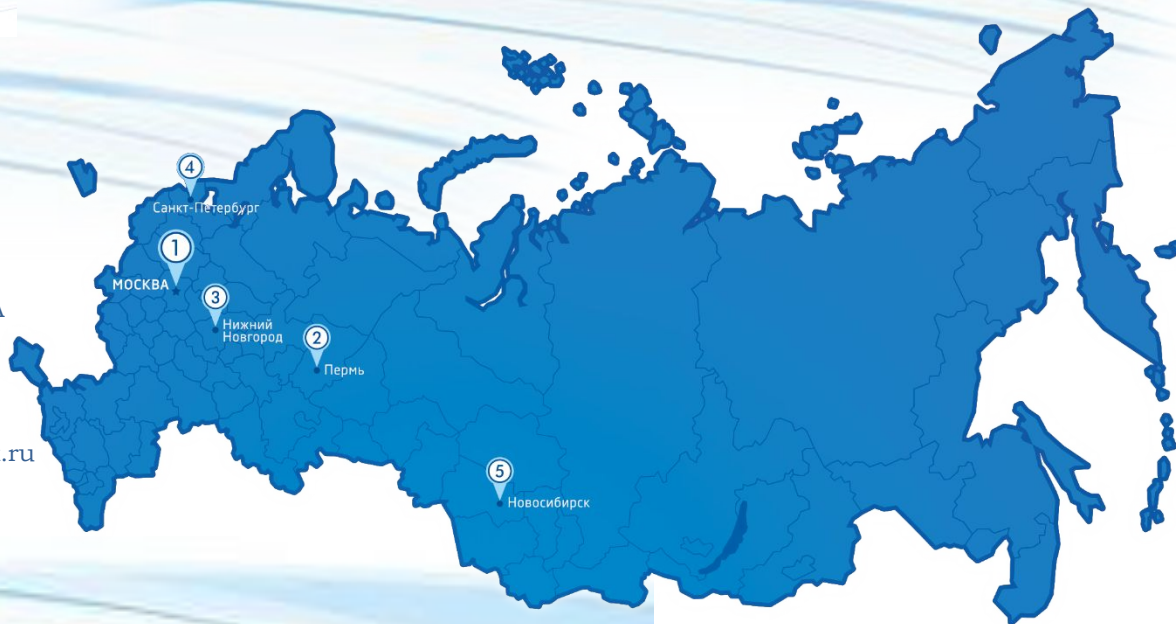 4
Санкт-Петербург
1
МОСКВА
3
Нижний
Новгород
2
Пермь
.ru
5
Новосибирск